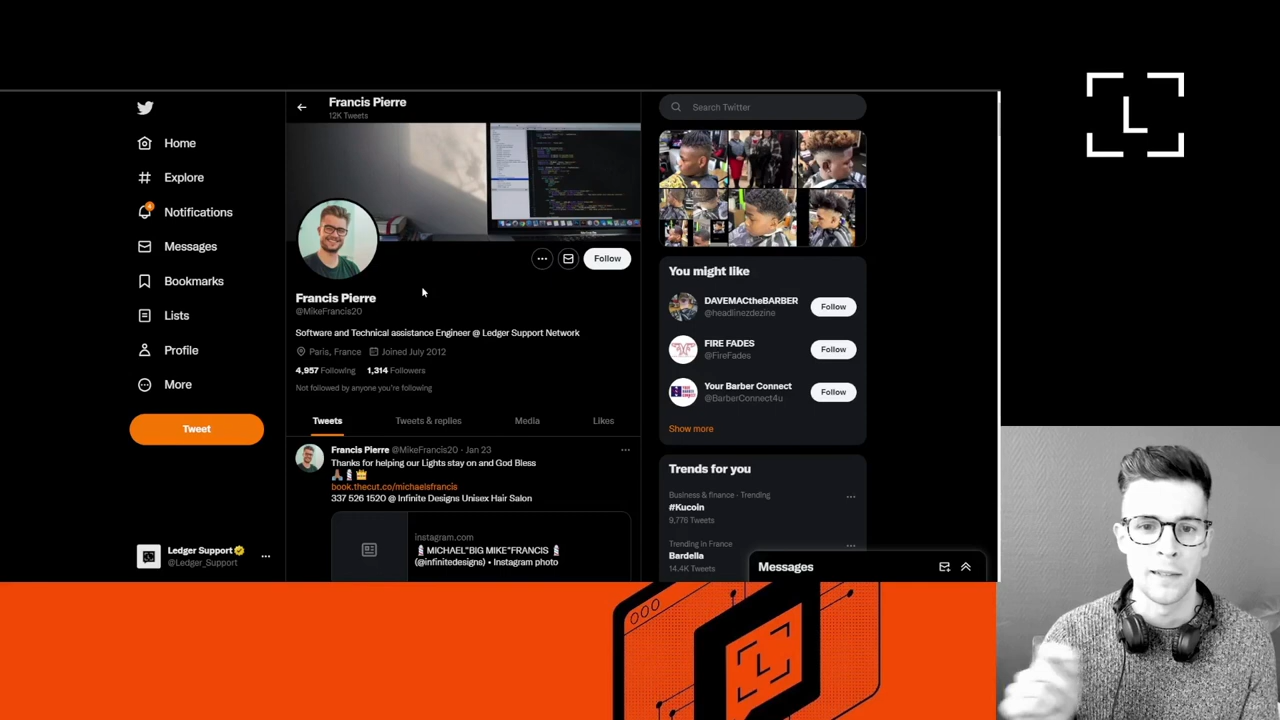 Francis Pierre
12K Tweets
Home
Explore
Notifications
Messages
Bookmarks
Lists
Profile
More
Tweet
Ledger Support
@Ledger_Support
Follow
Francis Pierre
@MikeFrancis20
Software and Technical assistance Engineer @ Ledger Support Network
Paris, France Joined July 2012
4,957 Following 1,314 Followers
Not followed by anyone you're following
Tweets Tweets & replies Media Likes
Francis Pierre @MikeFrancis20 · Jan 23
Thanks for helping our Lights stay on and God Bless
book.thecut.co/michaelsfrancis
337 526 1520 @ Infinite Designs Unisex Hair Salon
instagram.com
MICHAEL"BIG MIKE"FRANCIS
(@infinitedesigns) • Instagram photo
Search Twitter
You might like
DAVEMACtheBARBER
@headlinezdezine
Follow
FIRE FADES
@FireFades
Follow
Your Barber Connect
@BarberConnect4u
Follow
Show more
Trends for you
Business & finance · Trending
#Kucoin
9,776 Tweets
Trending in France
Bardella
14.4K Tweets
Messages
L
L